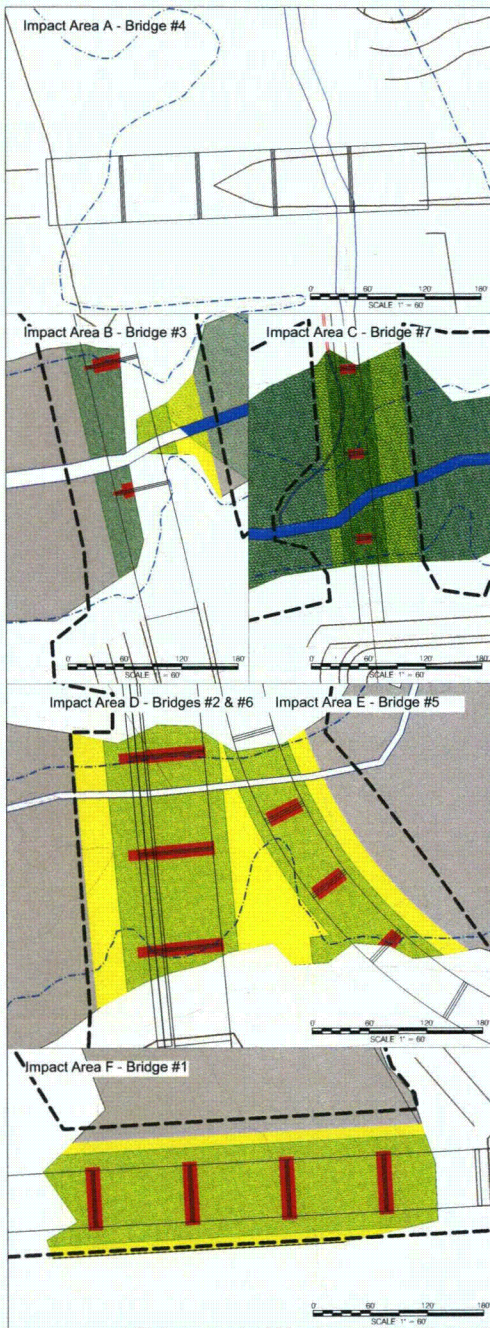 Impact Area A - Bridge #4
0' 60' 120' 180'
SCALE 1" = 60'
Impact Area B - Bridge #3
Impact Area C - Bridge #7
0' 60' 120' 180'
SCALE 1" = 60'
0' 60' 120' 180'
SCALE 1" = 60'
Impact Area D - Bridges #2 & #6
Impact Area E - Bridge #5
0' 60' 120' 180'
SCALE 1" = 60'
Impact Area F - Bridge #1
0' 60' 120' 180'
SCALE 1" = 60'